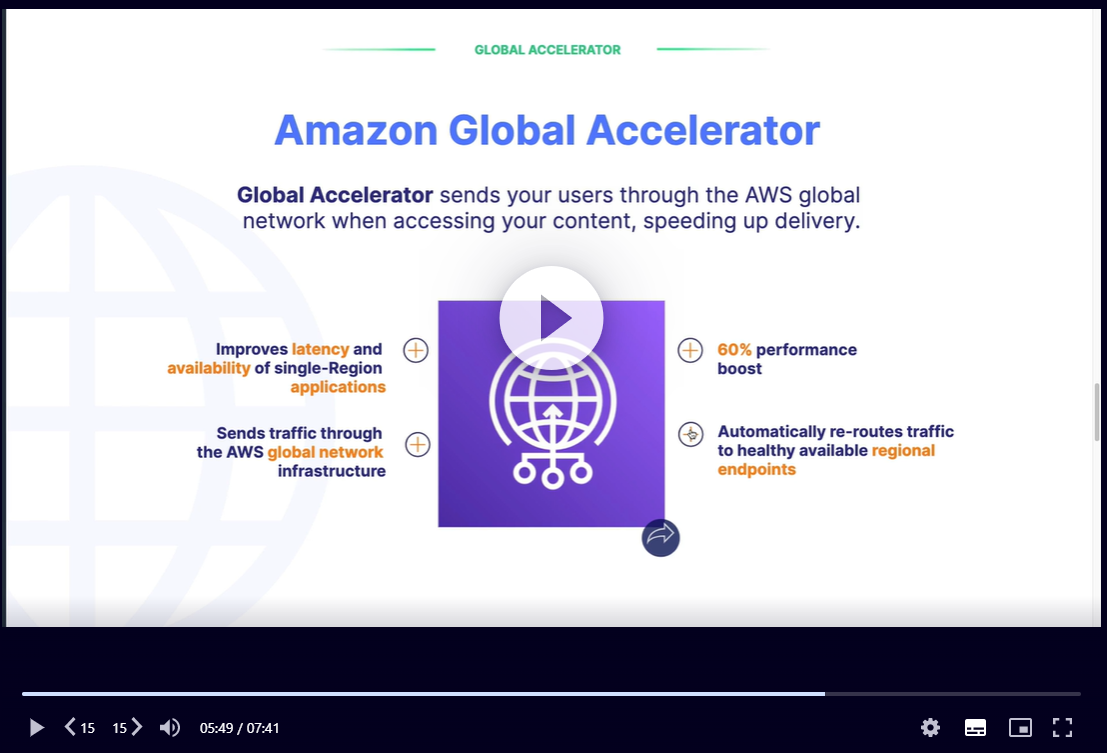 GLOBAL ACCELERATOR
Amazon Global Accelerator
Global Accelerator sends your users through the AWS global
network when accessing your content, speeding up delivery.
Improves latency and
availability of single-Region
applications
Sends traffic through
the AWS global network
infrastructure
60% performance
boost
Automatically re-routes traffic
to healthy available regional
endpoints
15 15 05:49 / 07:41